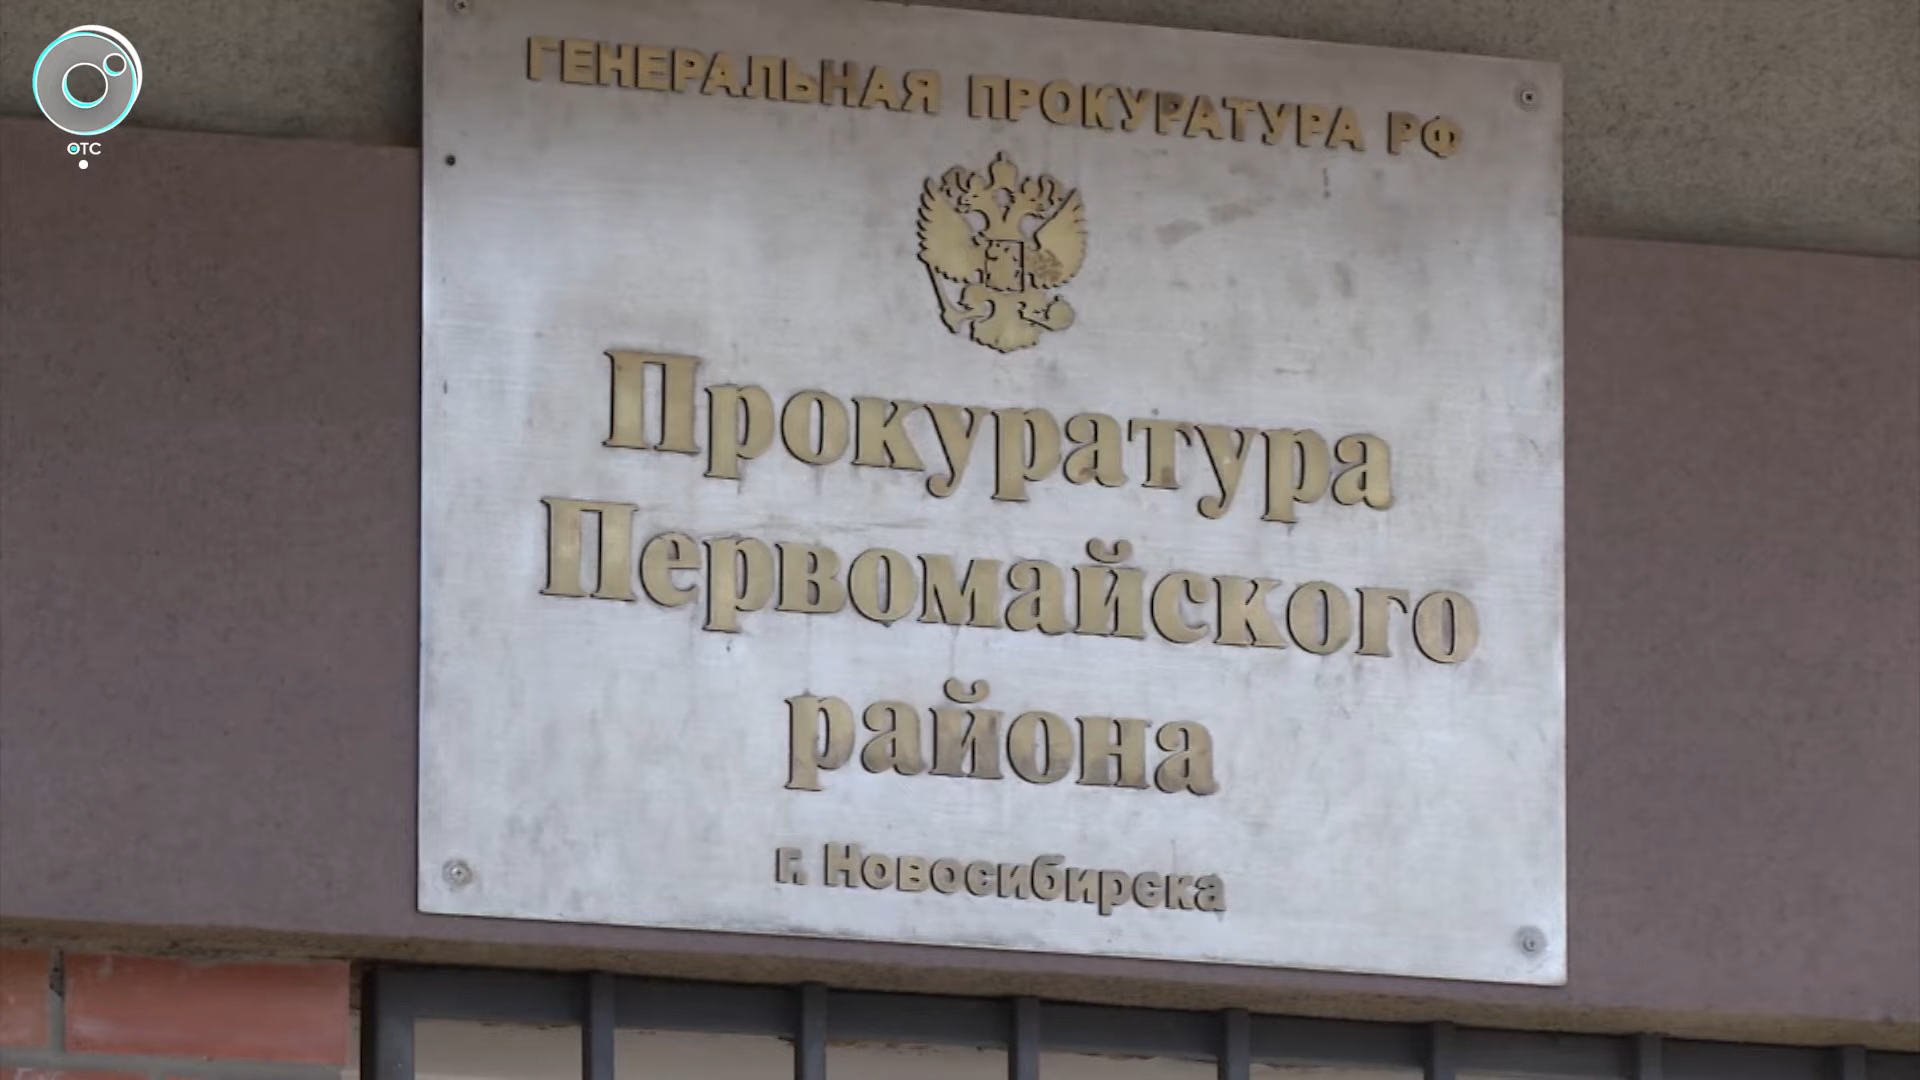 ОТС
ГЕНЕРАЛЬНАЯ ПРОКУРАТУРА РФ
Прокуратура
Первомайского
района
г. Новосибирска